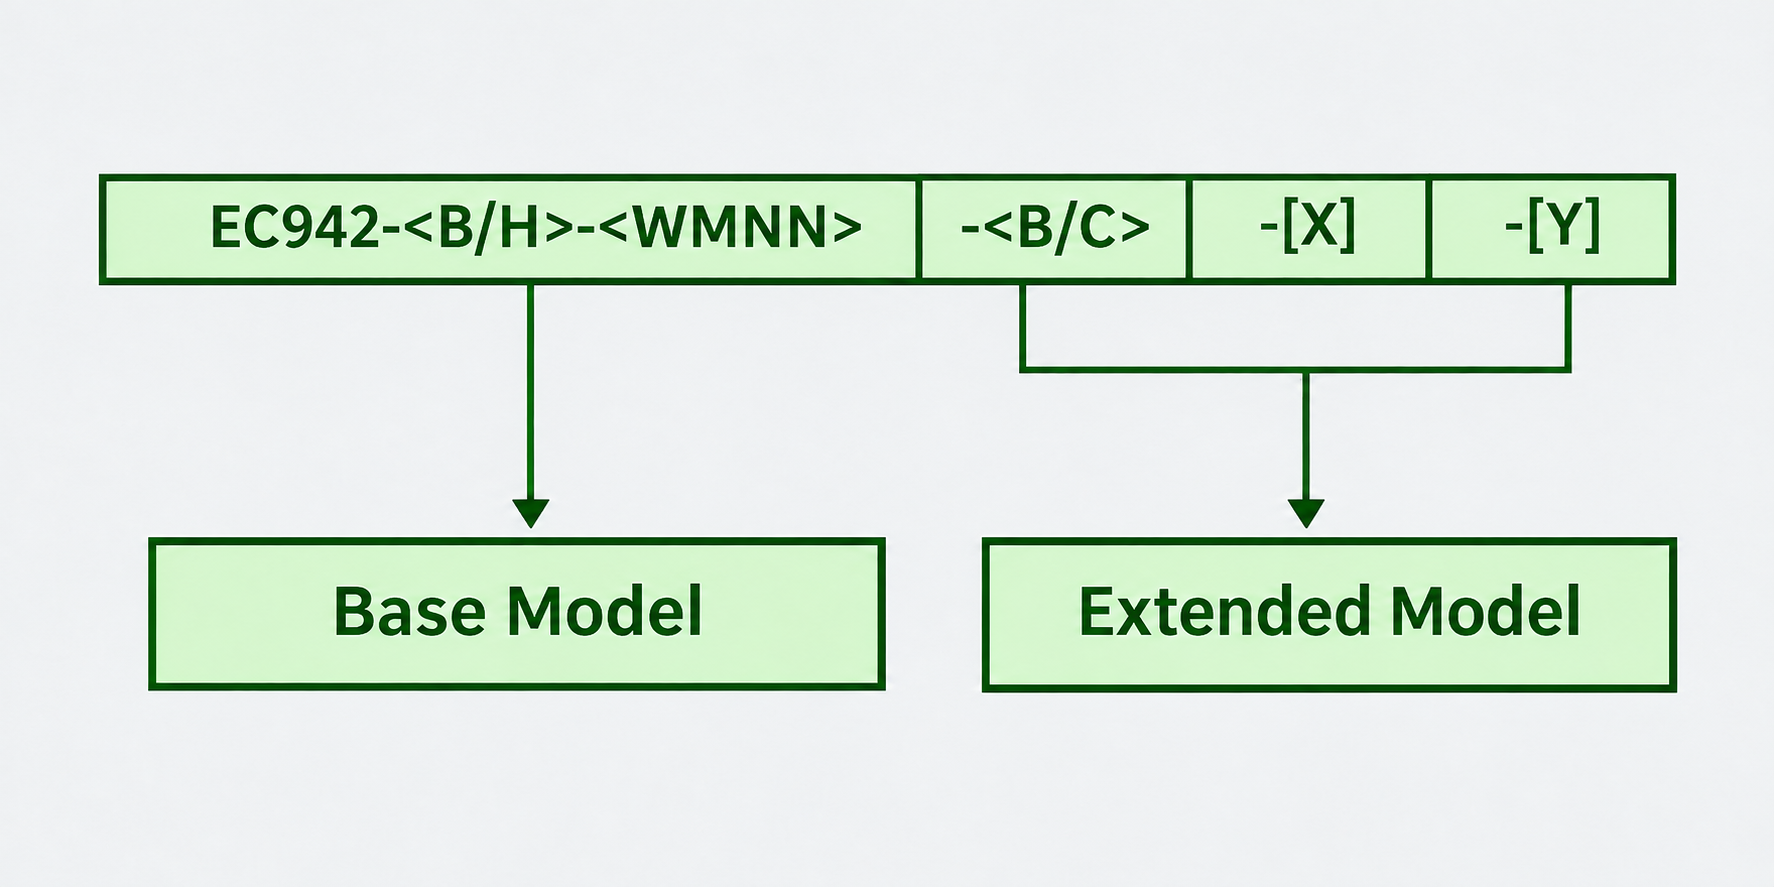 EC942-<B/H>-<WMNN> -<B/C> -[X] -[Y]
Base Model Extended Model